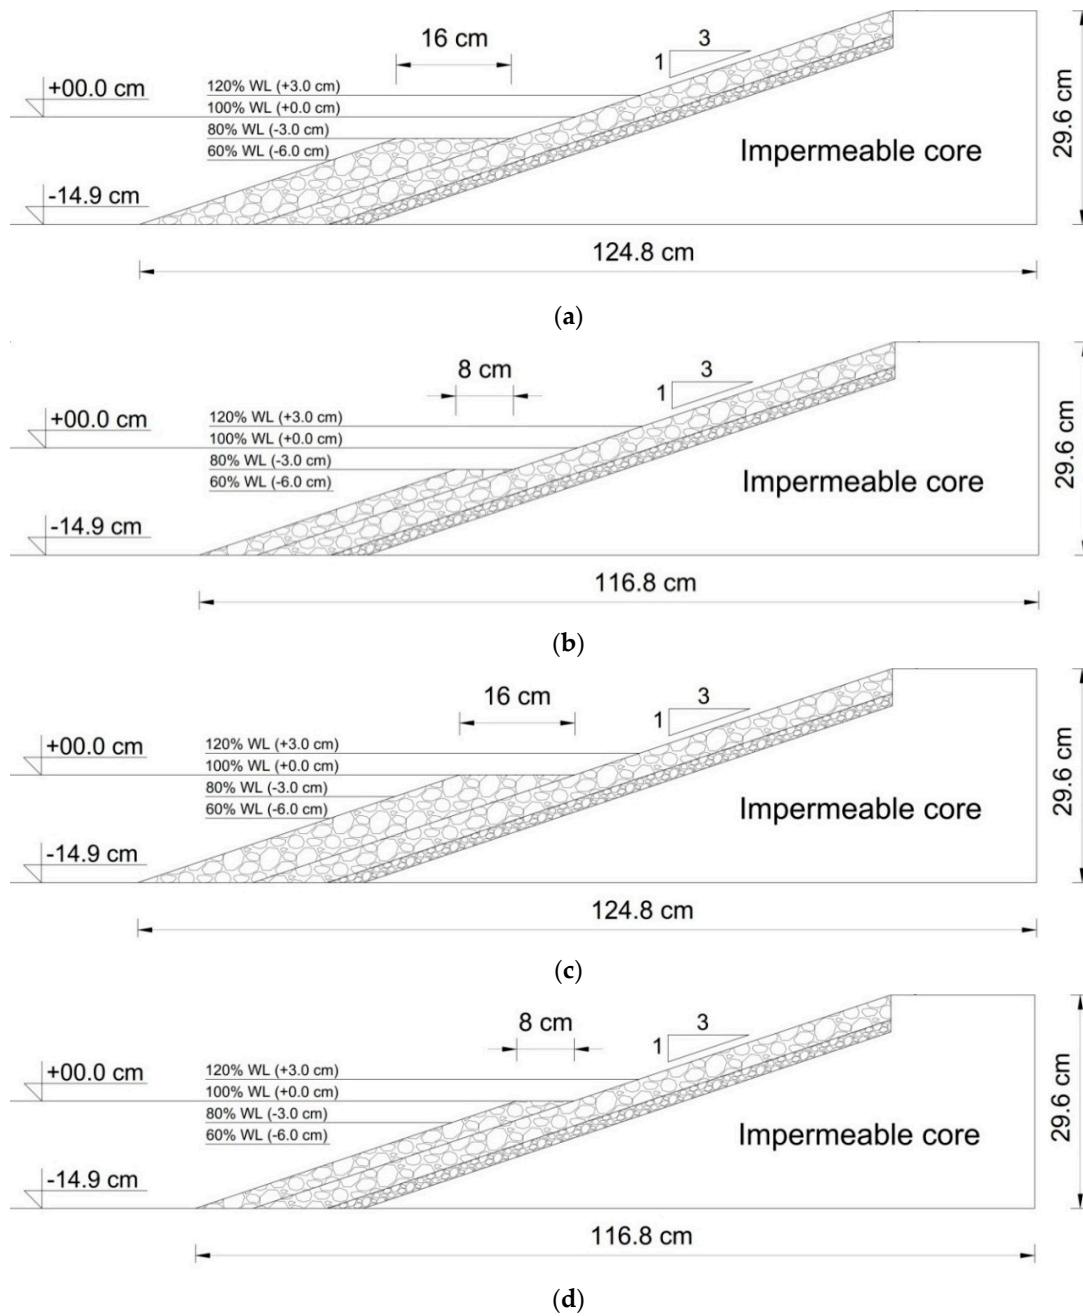 16 cm
3
1
+00.0 cm
120% WL (+3.0 cm)
100% WL (+0.0 cm)
80% WL (-3.0 cm)
60% WL (-6.0 cm)
Impermeable core
29.6 cm
-14.9 cm
124.8 cm
(a)
8 cm
3
1
+00.0 cm
120% WL (+3.0 cm)
100% WL (+0.0 cm)
80% WL (-3.0 cm)
60% WL (-6.0 cm)
Impermeable core
29.6 cm
-14.9 cm
116.8 cm
(b)
16 cm
3
1
+00.0 cm
120% WL (+3.0 cm)
100% WL (+0.0 cm)
80% WL (-3.0 cm)
60% WL (-6.0 cm)
Impermeable core
29.6 cm
-14.9 cm
124.8 cm
(c)
8 cm
3
1
+00.0 cm
120% WL (+3.0 cm)
100% WL (+0.0 cm)
80% WL (-3.0 cm)
60% WL (-6.0 cm)
Impermeable core
29.6 cm
-14.9 cm
116.8 cm
(d)